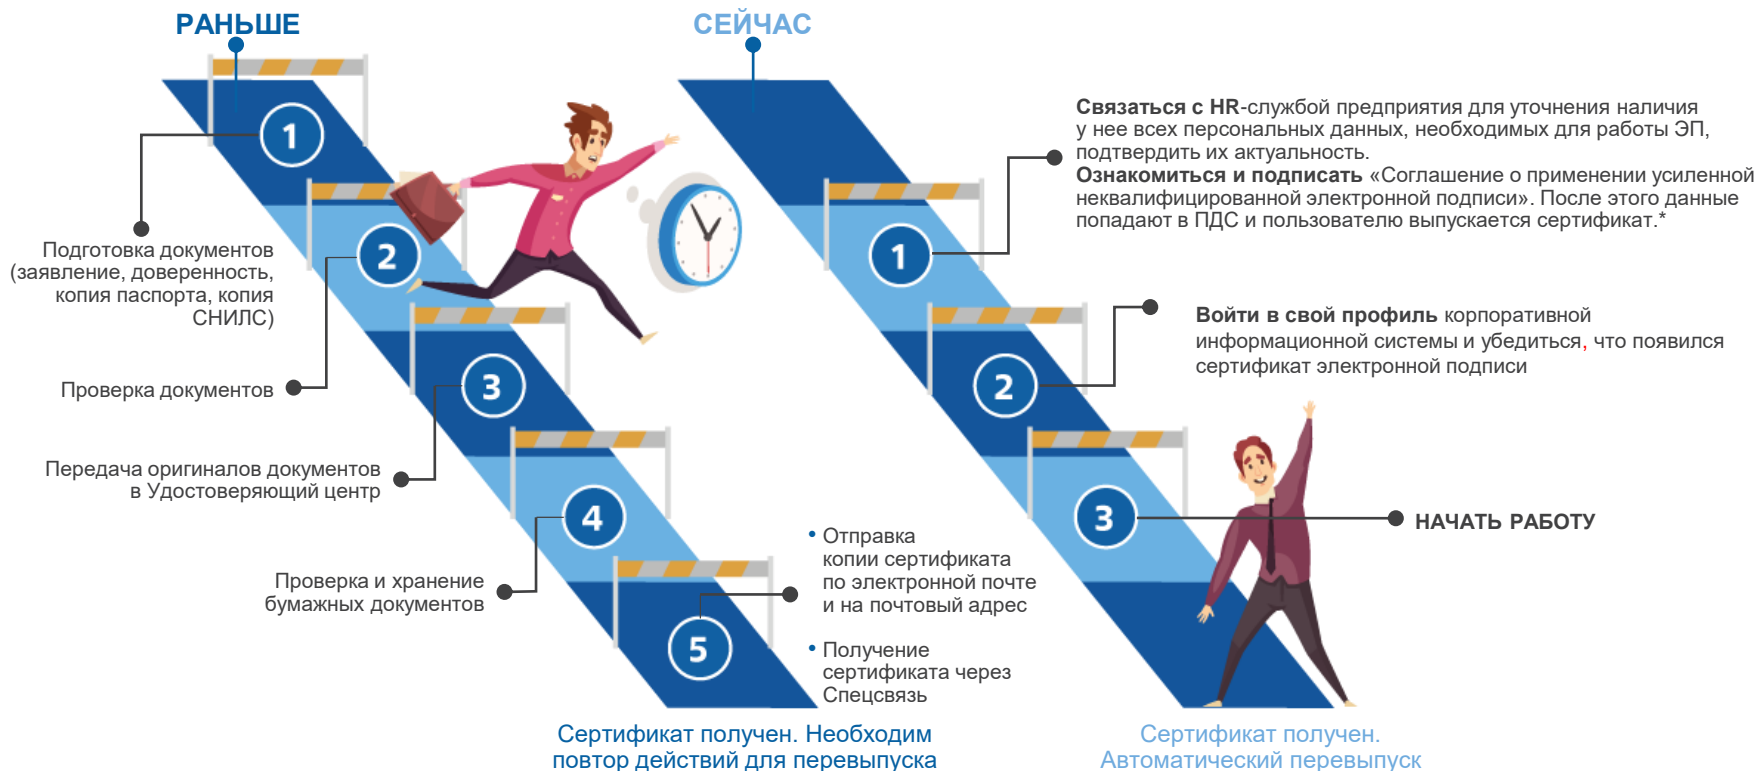 РАНЬШЕ
1
Подготовка документов
(заявление, доверенность,
копия паспорта, копия
СНИЛС)
2
Проверка документов
3
Передача оригиналов документов
в Удостоверяющий центр
4
Проверка и хранение
бумажных документов
5
• Отправка
копии сертификата
по электронной почте
и на почтовый адрес
• Получение
сертификата через
Спецсвязь
Сертификат получен. Необходим
повтор действий для перевыпуска
СЕЙЧАС
1
Связаться с HR-службой предприятия для уточнения наличия
у нее всех персональных данных, необходимых для работы ЭП,
подтвердить их актуальность.
Ознакомиться и подписать «Соглашение о применении усиленной
неквалифицированной электронной подписи». После этого данные
попадают в ПДС и пользователю выпускается сертификат.*
2
Войти в свой профиль корпоративной
информационной системы и убедиться, что появился
сертификат электронной подписи
3
НАЧАТЬ РАБОТУ
Сертификат получен.
Автоматический перевыпуск